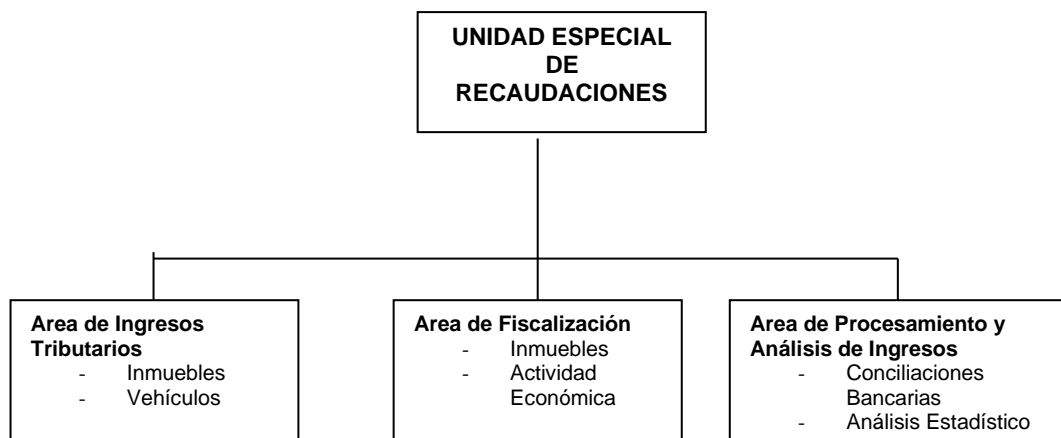 UNIDAD ESPECIAL
DE
RECAUDACIONES
Area de Ingresos
Tributarios
- Inmuebles
- Vehículos
Area de Fiscalización
- Inmuebles
- Actividad
Económica
Area de Procesamiento y
Análisis de Ingresos
- Conciliaciones
Bancarias
- Análisis Estadístico